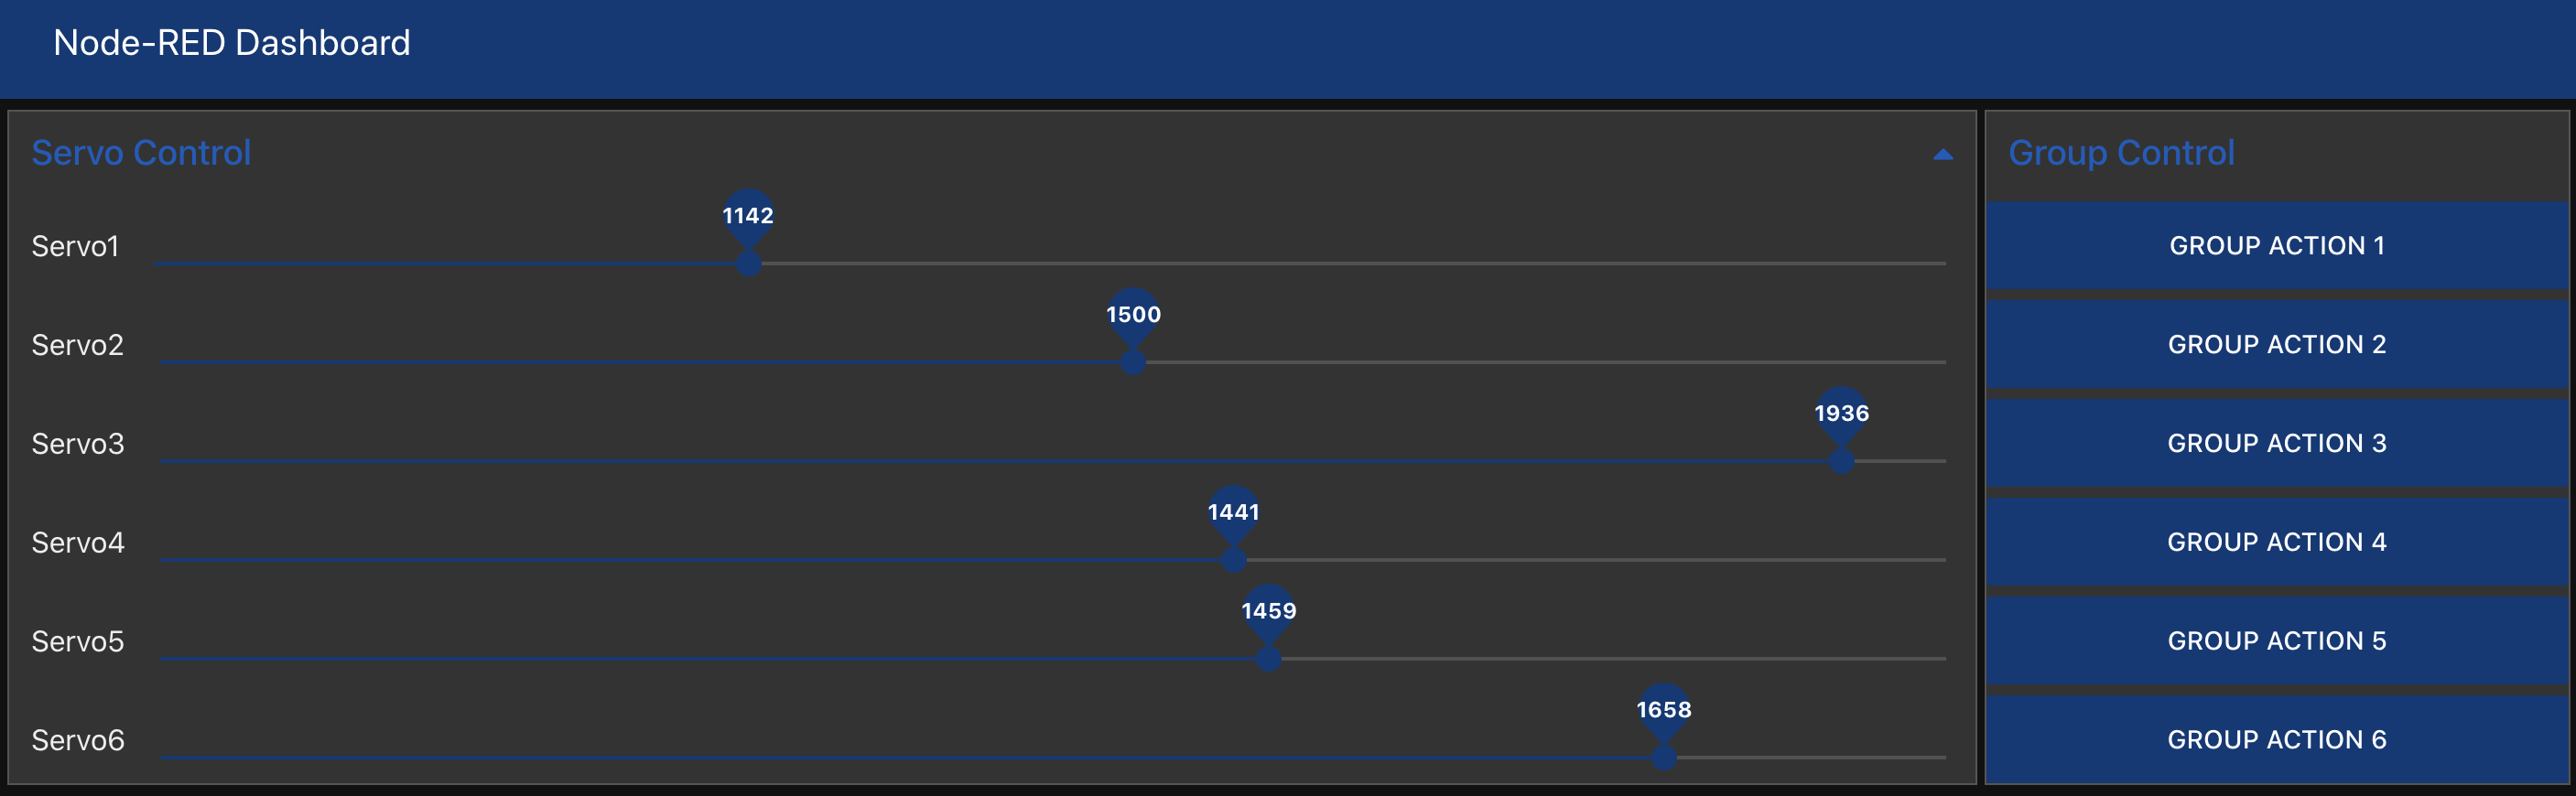 Node-RED Dashboard
Servo Control
Servo1
1142
Servo2
1500
Servo3
1936
Servo4
1441
Servo5
1459
Servo6
1658
Group Control
GROUP ACTION 1
GROUP ACTION 2
GROUP ACTION 3
GROUP ACTION 4
GROUP ACTION 5
GROUP ACTION 6